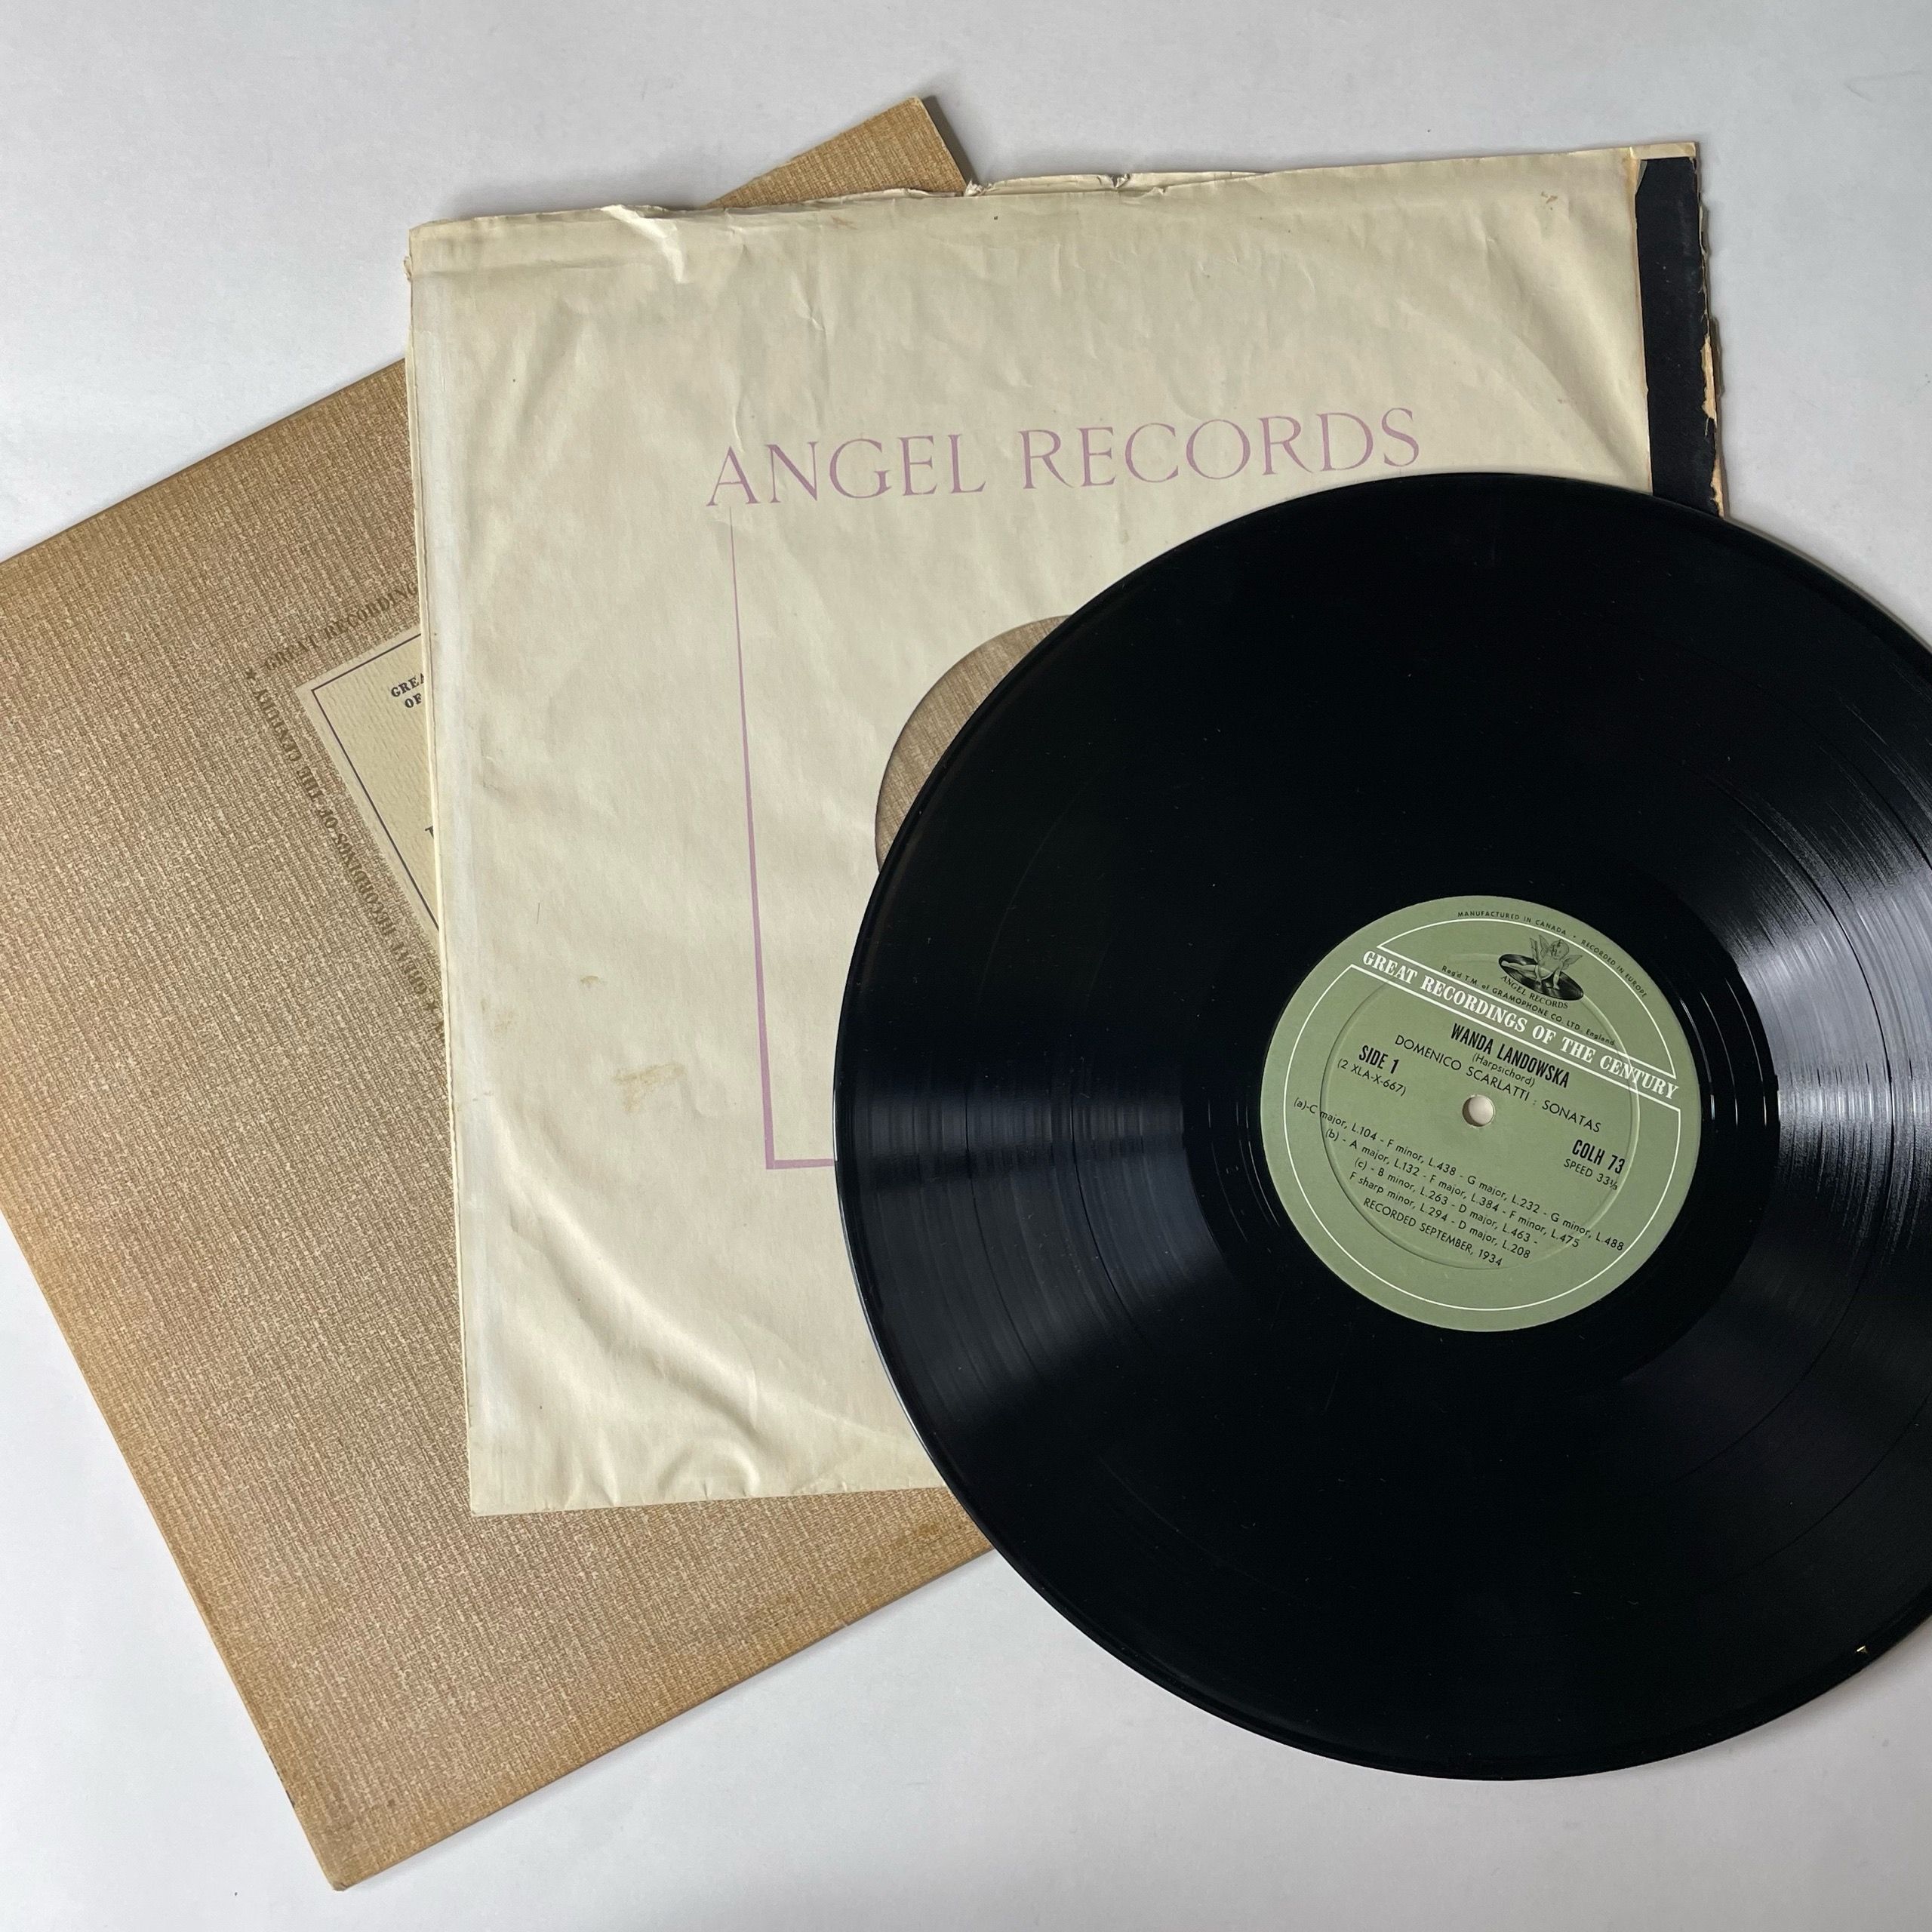 ANGEL RECORDS
GREAT RECORDING
OF THE CENTURY ★
★ GREAT RECORDINGS
OF
MANUFACTURED IN CANADA • RECORDED IN EUROPE
ANGEL RECORDS
Reg'd T.M. of GRAMOPHONE CO. LTD. England
GREAT RECORDINGS OF THE CENTURY
WANDA LANDOWSKA
(Harpsichord)
DOMENICO SCARLATTI : SONATAS
SIDE 1
(2 XLA-X-667)
COLH 73
SPEED 33⅓
(a)-C major, L.104 - F minor, L.438 - G major, L.232 - G minor, L.488
(b) - A major, L.132 - F major, L.384 - F minor, L.475
(c) - B minor, L.263 - D major, L.463 -
F sharp minor, L.294 - D major, L.208
RECORDED SEPTEMBER, 1934